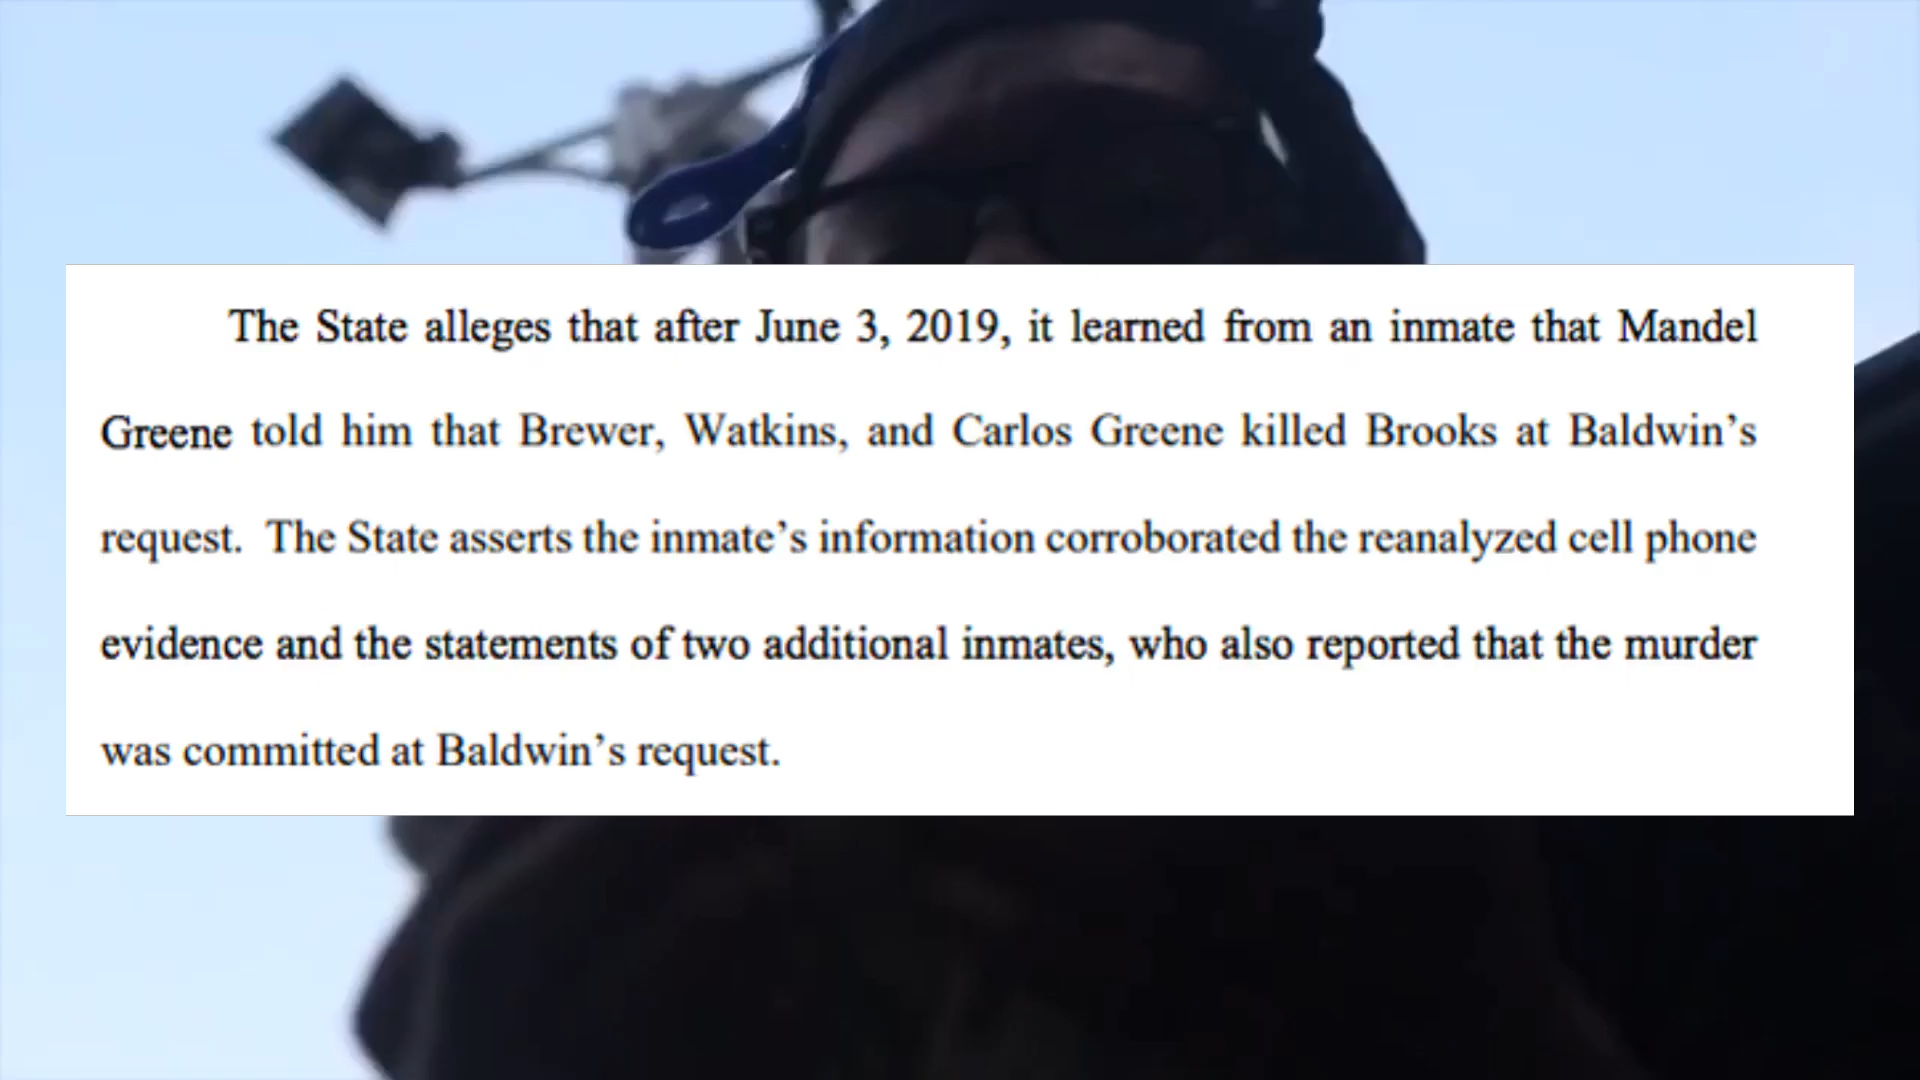 The State alleges that after June 3, 2019, it learned from an inmate that Mandel
Greene told him that Brewer, Watkins, and Carlos Greene killed Brooks at Baldwin’s
request. The State asserts the inmate’s information corroborated the reanalyzed cell phone
evidence and the statements of two additional inmates, who also reported that the murder
was committed at Baldwin’s request.